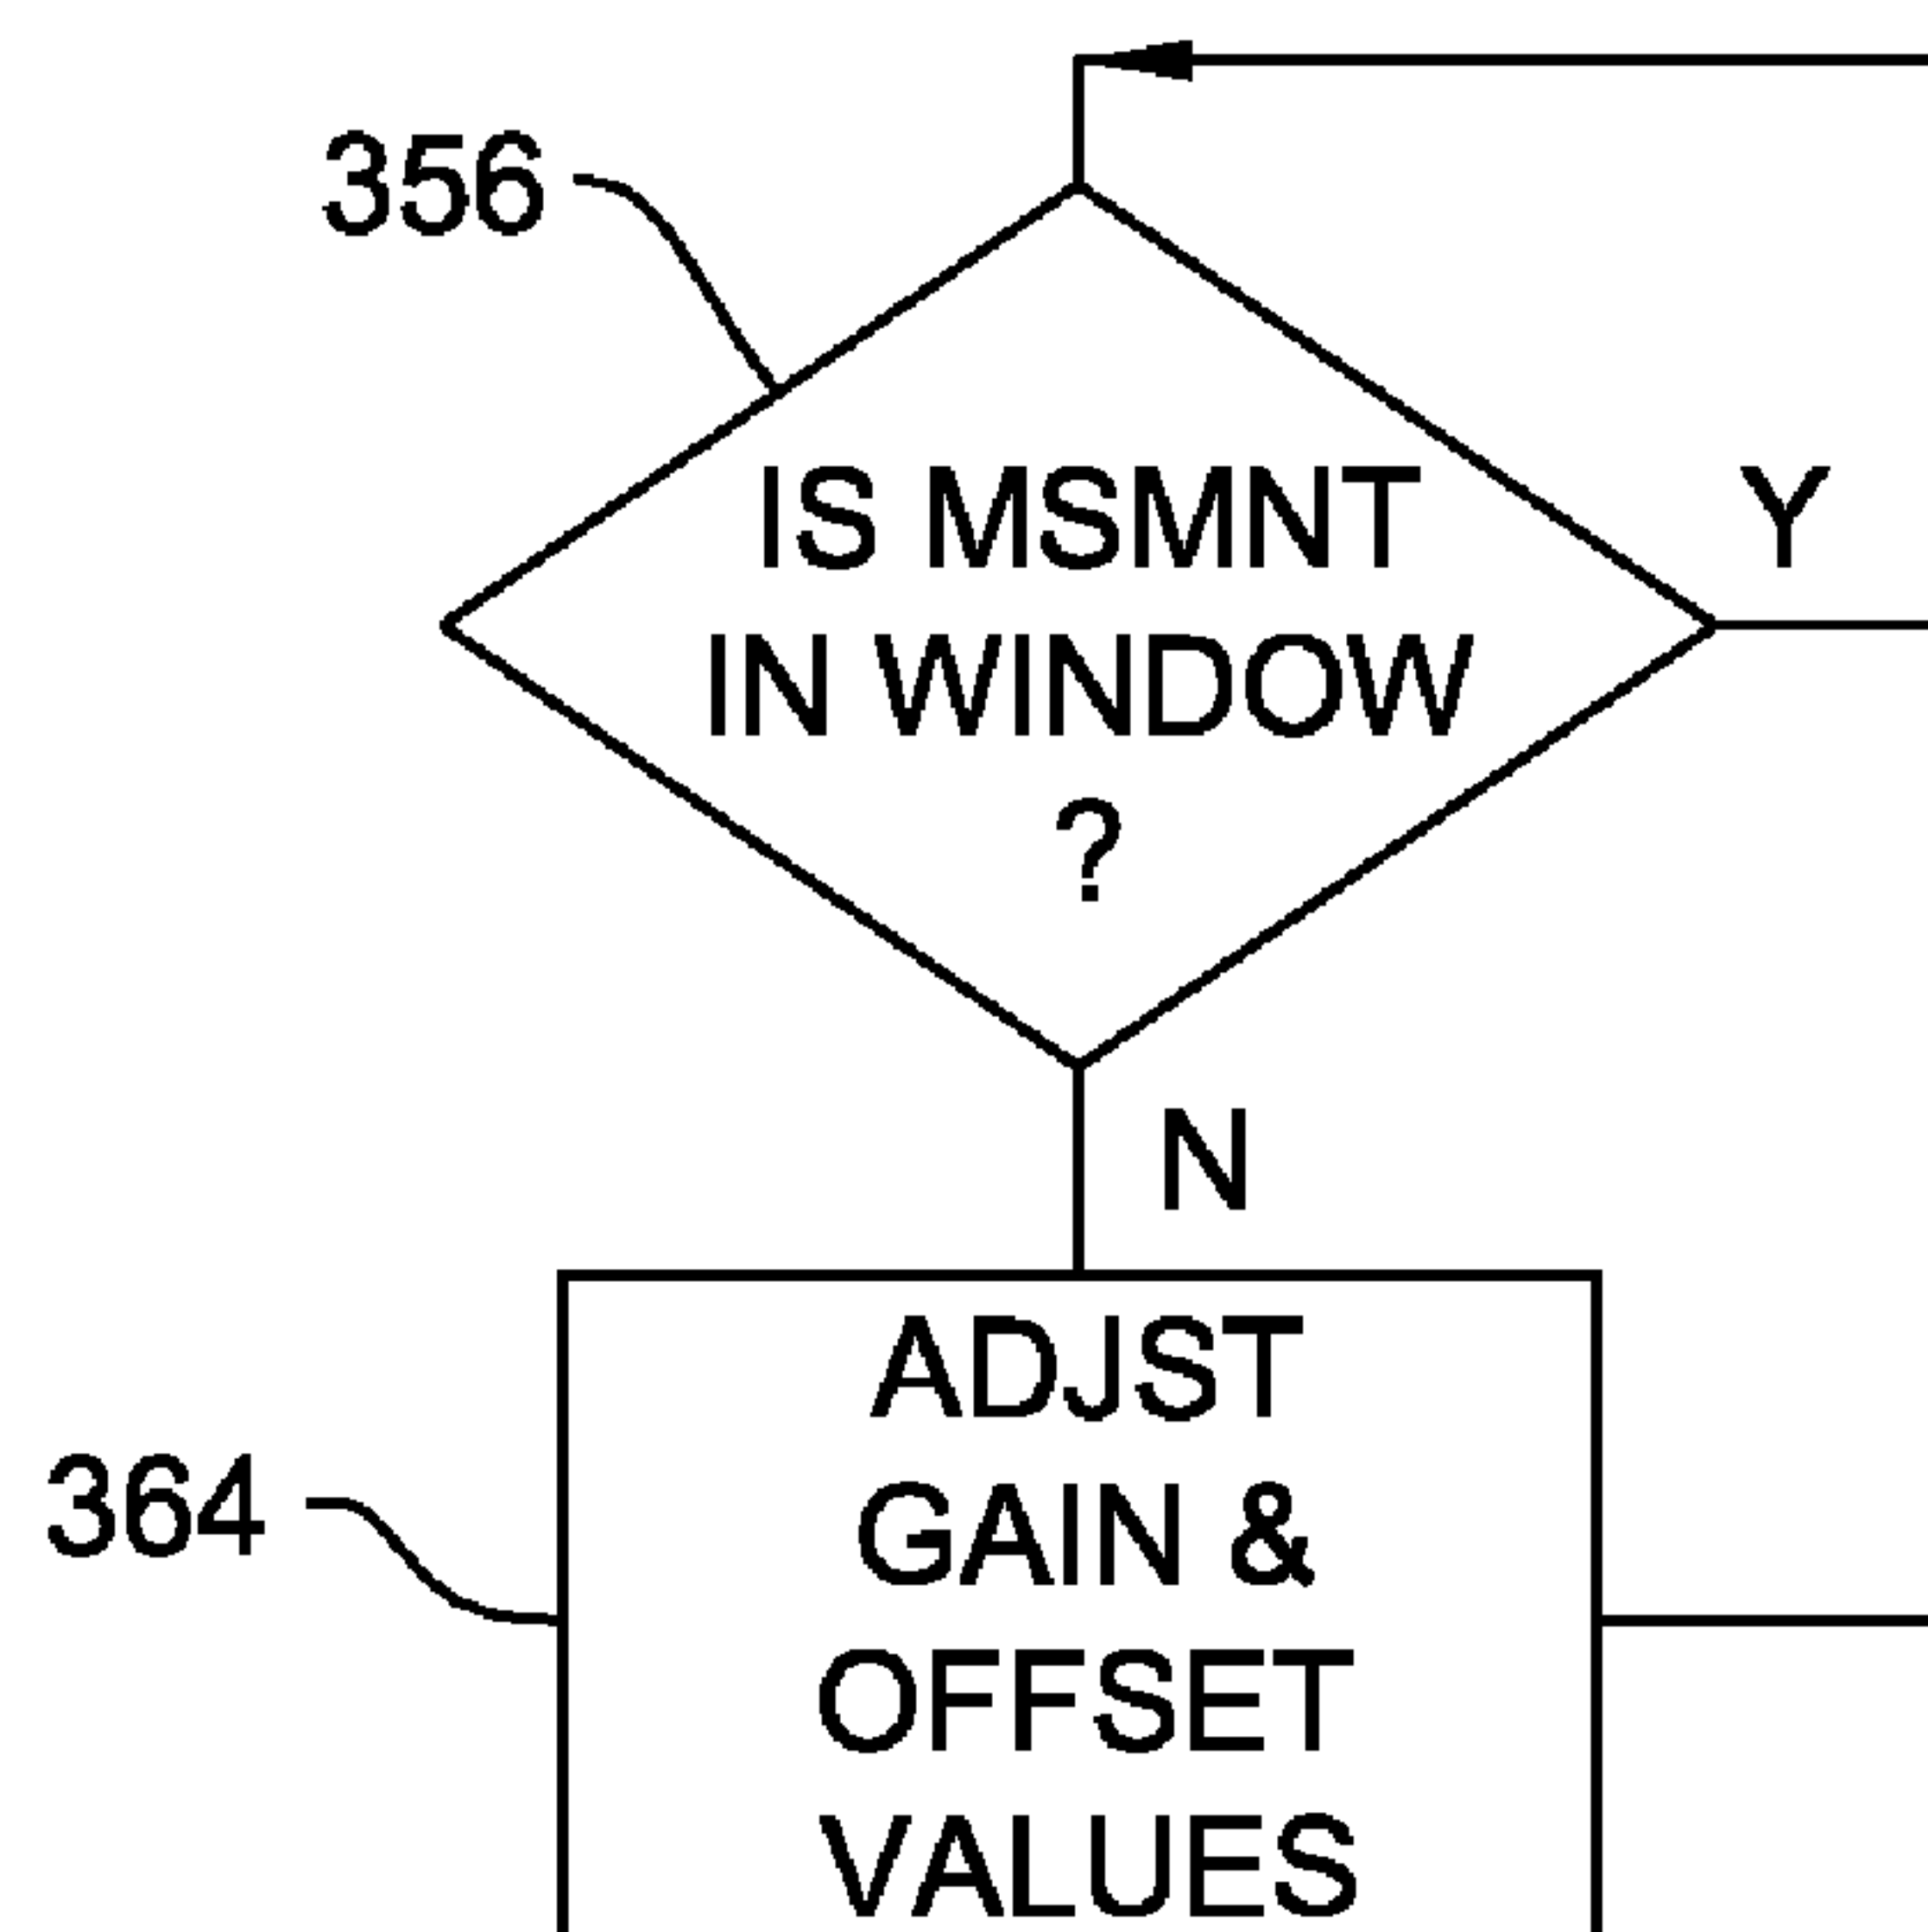 356
IS MSMNT
IN WINDOW
?
Y
N
ADJST
GAIN &
OFFSET
VALUES
364